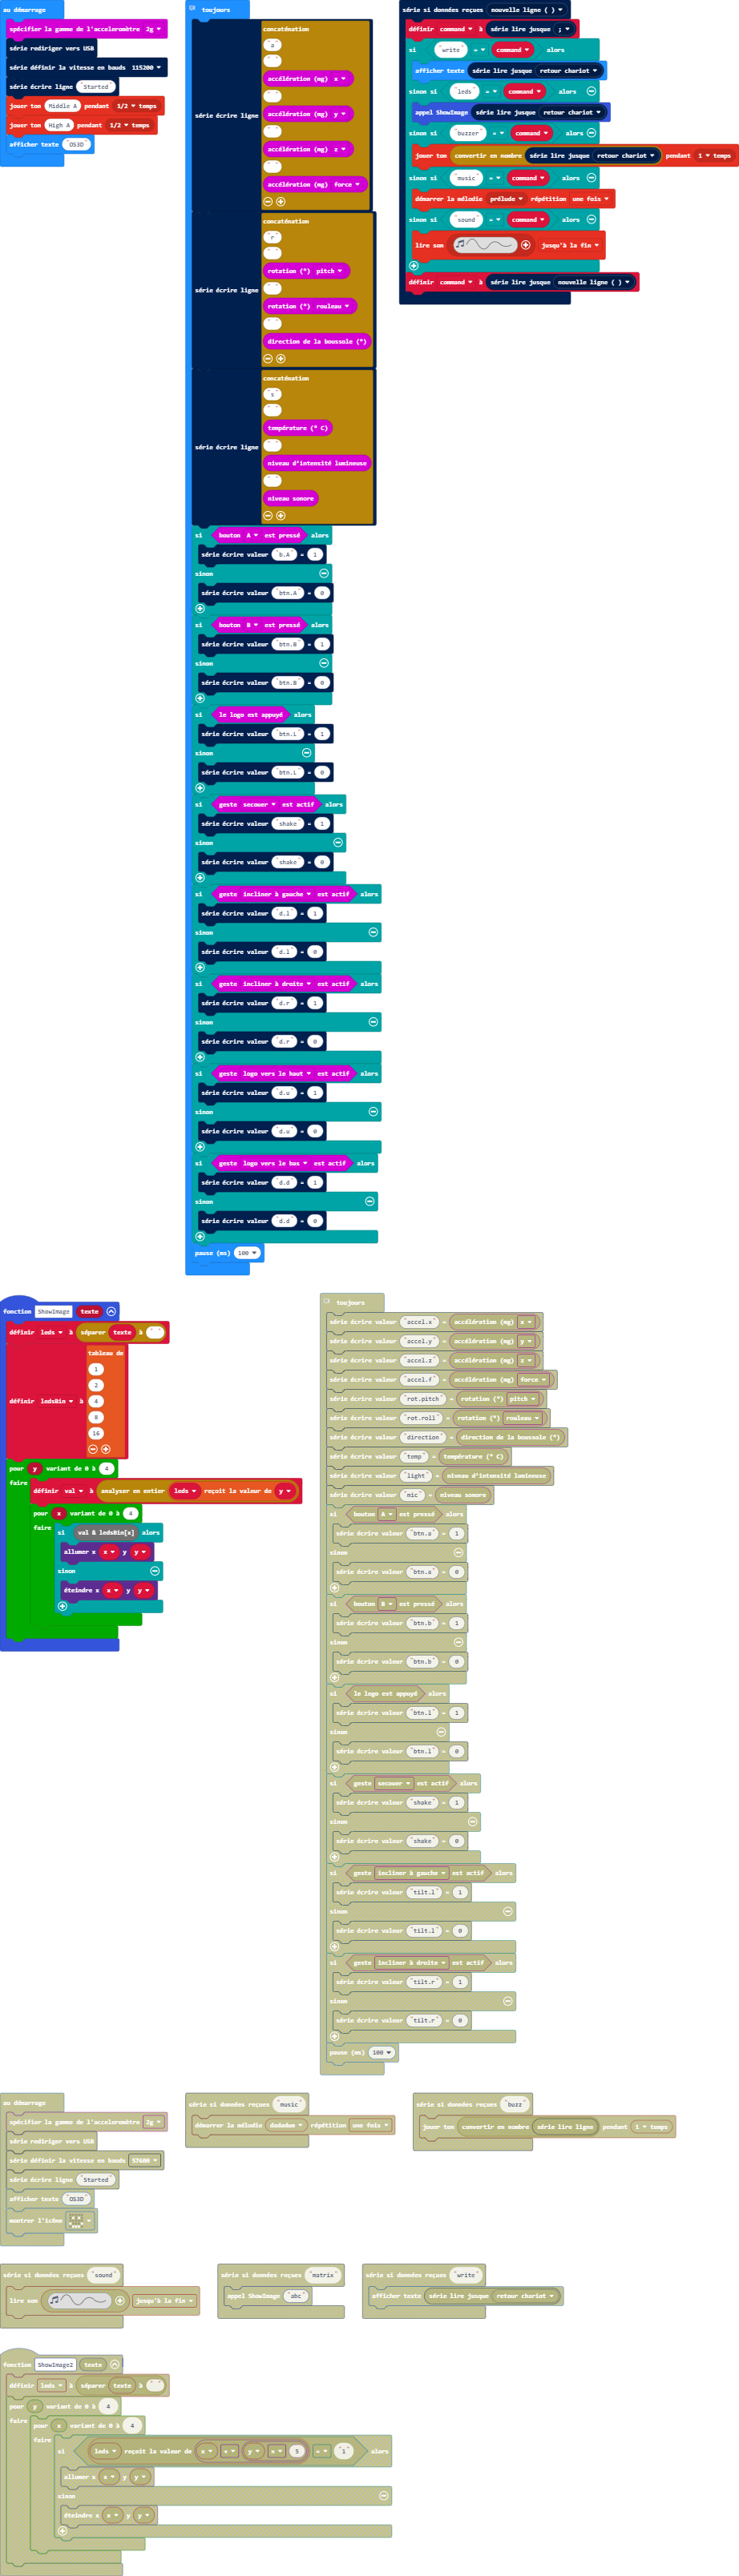 au démarrage
spécifier la gamme de l'accéléromètre 2g
série rediriger vers USB
série définir la vitesse en bauds 115200
série écrire ligne "Started"
jouer ton Middle A pendant 1/2 temps
jouer ton High A pendant 1/2 temps
afficher texte "OS3D"
toujours
série écrire ligne
concaténation
"a"
" "
accélération (mg) x
" "
accélération (mg) y
" "
accélération (mg) z
" "
accélération (mg) force
série écrire ligne
concaténation
"r"
" "
rotation (°) pitch
" "
rotation (°) rouleau
" "
direction de la boussole (°)
série écrire ligne
concaténation
"s"
" "
température (° C)
" "
niveau d'intensité lumineuse
" "
niveau sonore
si bouton A est pressé alors
série écrire valeur "b.A" = 1
sinon
série écrire valeur "btn.A" = 0
si bouton B est pressé alors
série écrire valeur "btn.B" = 1
sinon
série écrire valeur "btn.B" = 0
si le logo est appuyé alors
série écrire valeur "btn.L" = 1
sinon
série écrire valeur "btn.L" = 0
si geste secouer est actif alors
série écrire valeur "shake" = 1
sinon
série écrire valeur "shake" = 0
si geste incliner à gauche est actif alors
série écrire valeur "d.l" = 1
sinon
série écrire valeur "d.l" = 0
si geste incliner à droite est actif alors
série écrire valeur "d.r" = 1
sinon
série écrire valeur "d.r" = 0
si geste logo vers le haut est actif alors
série écrire valeur "d.u" = 1
sinon
série écrire valeur "d.u" = 0
si geste logo vers le bas est actif alors
série écrire valeur "d.d" = 1
sinon
série écrire valeur "d.d" = 0
pause (ms) 100
série si données reçues nouvelle ligne ( )
définir command à série lire jusque ;
si "write" = command alors
afficher texte série lire jusque retour chariot
sinon si "leds" = command alors
appel ShowImage série lire jusque retour chariot
sinon si "buzzer" = command alors
jouer ton convertir en nombre série lire jusque retour chariot pendant 1 temps
sinon si "music" = command alors
démarrer la mélodie prélude répétition une fois
sinon si "sound" = command alors
lire son jusqu'à la fin
définir command à série lire jusque nouvelle ligne ( )
fonction ShowImage texte
définir leds à séparer texte à " "
définir ledsBin à
tableau de
1
2
4
8
16
pour y variant de 0 à 4
faire
définir val à analyser en entier leds reçoit la valeur de y
pour x variant de 0 à 4
faire
si val & ledsBin[x] alors
allumer x x y y
sinon
éteindre x x y y
toujours
série écrire valeur "accel.x" = accélération (mg) x
série écrire valeur "accel.y" = accélération (mg) y
série écrire valeur "accel.z" = accélération (mg) z
série écrire valeur "accel.f" = accélération (mg) force
série écrire valeur "rot.pitch" = rotation (°) pitch
série écrire valeur "rot.roll" = rotation (°) rouleau
série écrire valeur "direction" = direction de la boussole (°)
série écrire valeur "temp" = température (° C)
série écrire valeur "light" = niveau d'intensité lumineuse
série écrire valeur "mic" = niveau sonore
si bouton A est pressé alors
série écrire valeur "btn.a" = 1
sinon
série écrire valeur "btn.a" = 0
si bouton B est pressé alors
série écrire valeur "btn.b" = 1
sinon
série écrire valeur "btn.b" = 0
si le logo est appuyé alors
série écrire valeur "btn.l" = 1
sinon
série écrire valeur "btn.l" = 0
si geste secouer est actif alors
série écrire valeur "shake" = 1
sinon
série écrire valeur "shake" = 0
si geste incliner à gauche est actif alors
série écrire valeur "tilt.l" = 1
sinon
série écrire valeur "tilt.l" = 0
si geste incliner à droite est actif alors
série écrire valeur "tilt.r" = 1
sinon
série écrire valeur "tilt.r" = 0
pause (ms) 100
au démarrage
spécifier la gamme de l'accéléromètre 2g
série rediriger vers USB
série définir la vitesse en bauds 57600
série écrire ligne "Started"
afficher texte "OS3D"
montrer l'icône
série si données reçues "music"
démarrer la mélodie dadadum répétition une fois
série si données reçues "buzz"
jouer ton convertir en nombre série lire ligne pendant 1 temps
série si données reçues "sound"
lire son jusqu'à la fin
série si données reçues "matrix"
appel ShowImage "abc"
série si données reçues "write"
afficher texte série lire jusque retour chariot
fonction ShowImage2 texte
définir leds à séparer texte à " "
pour y variant de 0 à 4
faire
pour x variant de 0 à 4
faire
si leds reçoit la valeur de x + y × 5 = "1" alors
allumer x x y y
sinon
éteindre x x y y